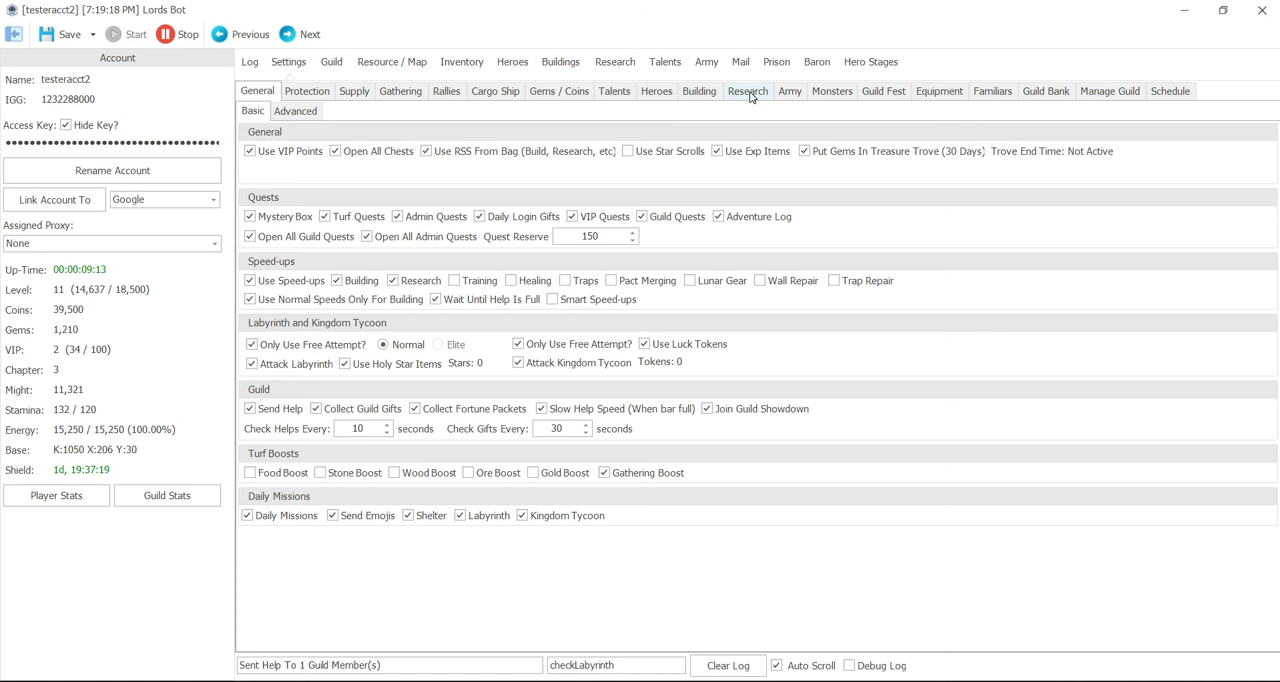 [testeracct2] [7:19:18 PM] Lords Bot
Save Start Stop Previous Next
Account
Name: testeracct2
IGG: 1232288000
Access Key: Hide Key?
Rename Account
Link Account To Google
Assigned Proxy:
None
Up-Time: 00:00:09:13
Level: 11 (14,637 / 18,500)
Coins: 39,500
Gems: 1,210
VIP: 2 (34 / 100)
Chapter: 3
Might: 11,321
Stamina: 132 / 120
Energy: 15,250 / 15,250 (100.00%)
Base: K:1050 X:206 Y:30
Shield: 1d, 19:37:19
Player Stats Guild Stats
Log Settings Guild Resource / Map Inventory Heroes Buildings Research Talents Army Mail Prison Baron Hero Stages
General Protection Supply Gathering Rallies Cargo Ship Gems / Coins Talents Heroes Building Research Army Monsters Guild Fest Equipment Familiars Guild Bank Manage Guild Schedule
Basic Advanced
General
Use VIP Points Open All Chests Use RSS From Bag (Build, Research, etc) Use Star Scrolls Use Exp Items Put Gems In Treasure Trove (30 Days) Trove End Time: Not Active
Quests
Mystery Box Turf Quests Admin Quests Daily Login Gifts VIP Quests Guild Quests Adventure Log
Open All Guild Quests Open All Admin Quests Quest Reserve 150
Speed-ups
Use Speed-ups Building Research Training Healing Traps Pact Merging Lunar Gear Wall Repair Trap Repair
Use Normal Speeds Only For Building Wait Until Help Is Full Smart Speed-ups
Labyrinth and Kingdom Tycoon
Only Use Free Attempt? Normal Elite Only Use Free Attempt? Use Luck Tokens
Attack Labyrinth Use Holy Star Items Stars: 0 Attack Kingdom Tycoon Tokens: 0
Guild
Send Help Collect Guild Gifts Collect Fortune Packets Slow Help Speed (When bar full) Join Guild Showdown
Check Helps Every: 10 seconds Check Gifts Every: 30 seconds
Turf Boosts
Food Boost Stone Boost Wood Boost Ore Boost Gold Boost Gathering Boost
Daily Missions
Daily Missions Send Emojis Shelter Labyrinth Kingdom Tycoon
Sent Help To 1 Guild Member(s) checkLabyrinth Clear Log Auto Scroll Debug Log